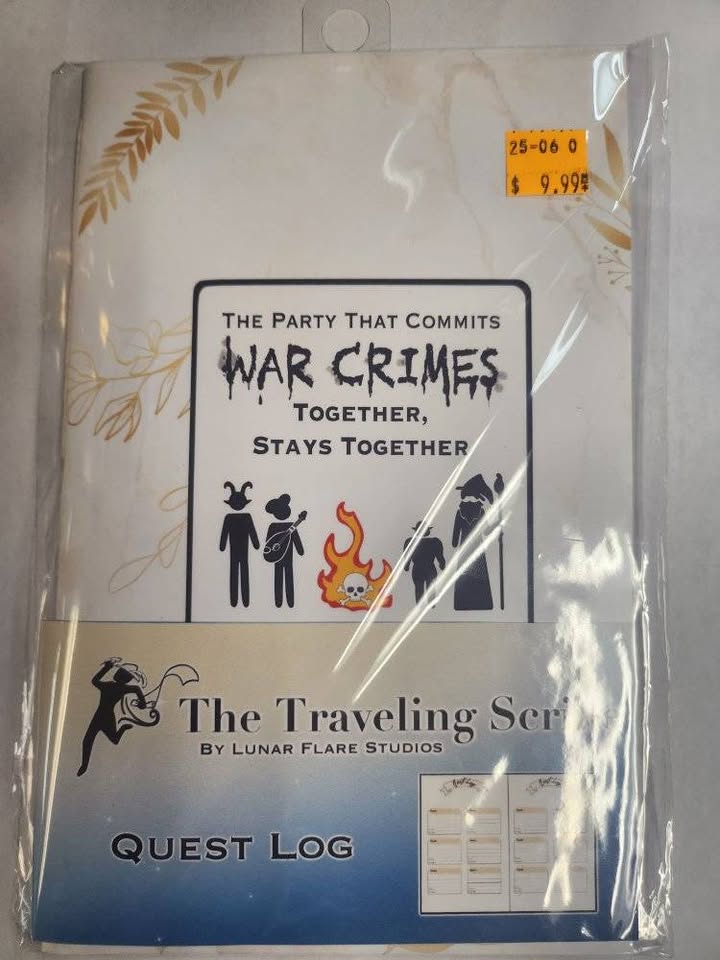 25-06 0
$ 9.99
THE PARTY THAT COMMITS
WAR CRIMES
TOGETHER,
STAYS TOGETHER
The Traveling
BY LUNAR FLARE STUDIOS
QUEST LOG